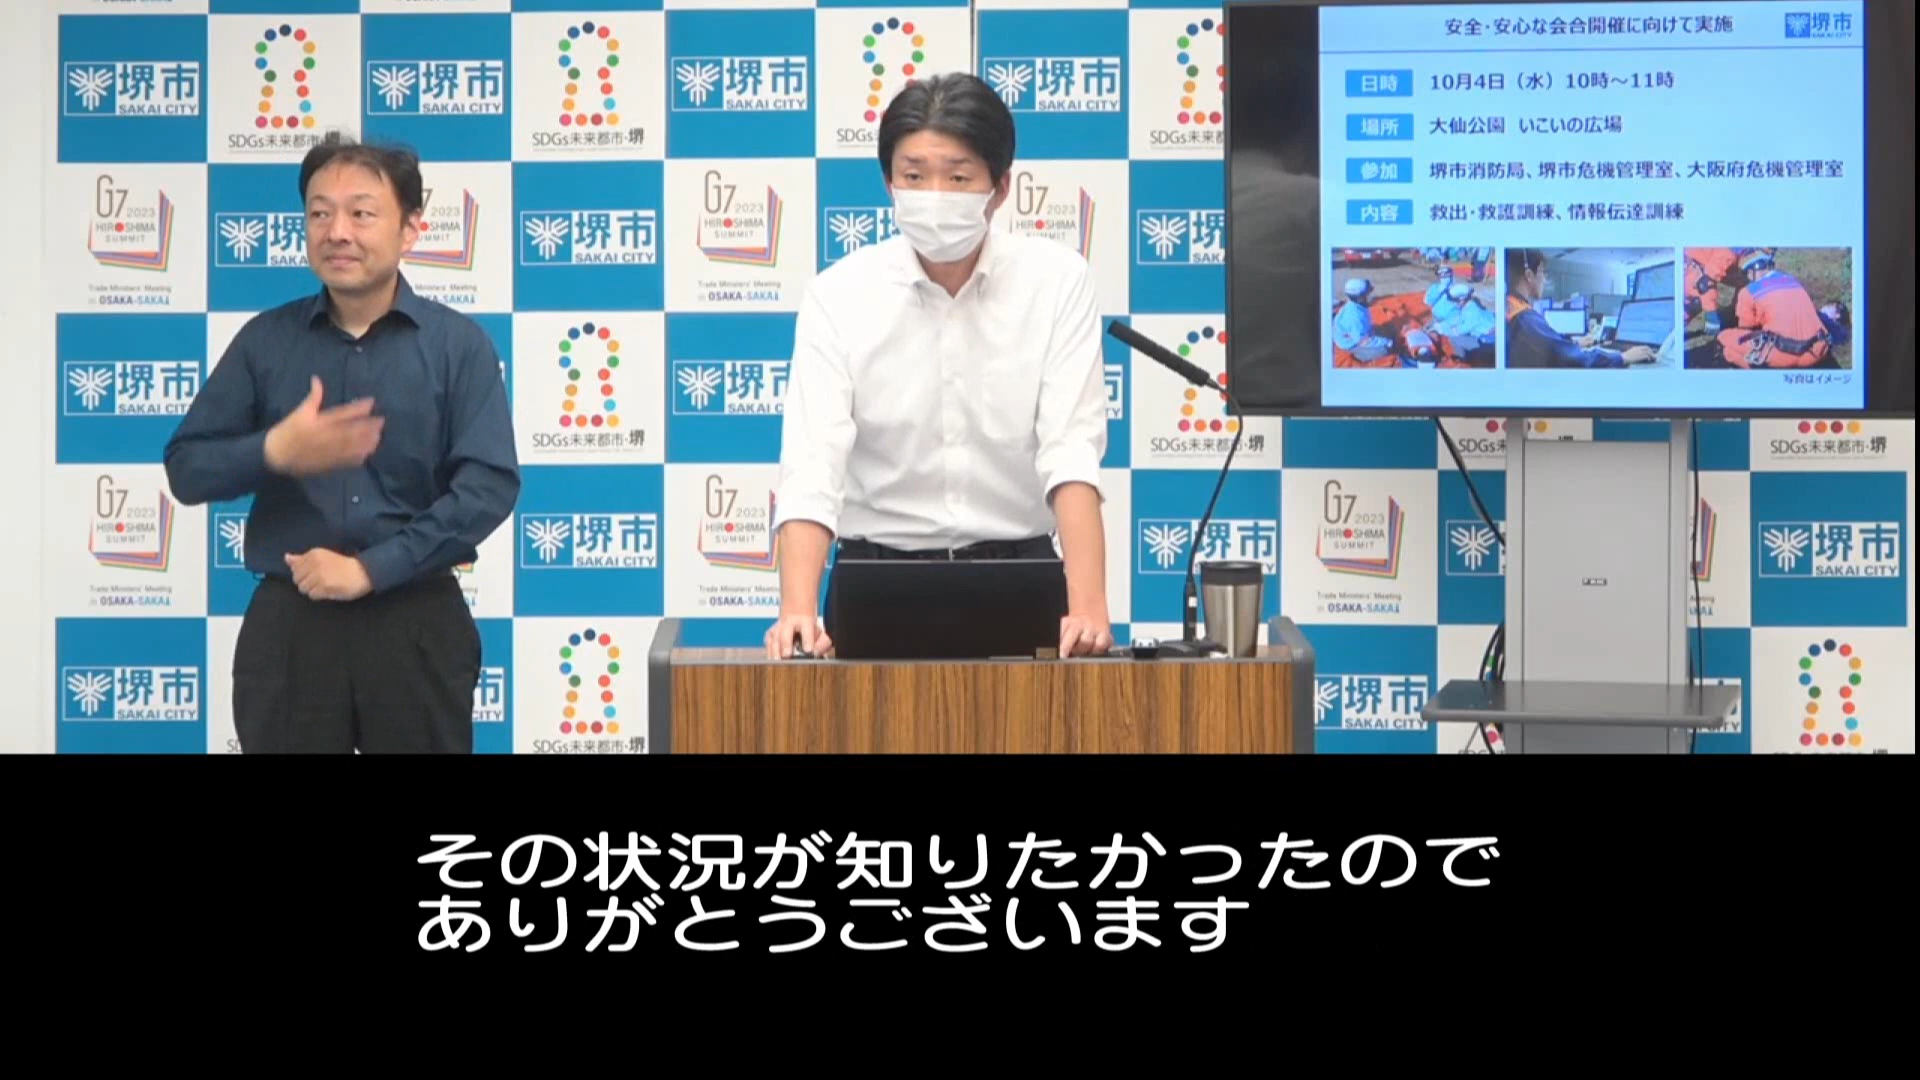 安全・安心な会合開催に向けて実施
堺市
SAKAI CITY
日時 10月4日（水）10時～11時
場所 大仙公園 いこいの広場
参加 堺市消防局、堺市危機管理室、大阪府危機管理室
内容 救出・救護訓練、情報伝達訓練
写真はイメージ
堺市
SAKAI CITY
SDGs未来都市・堺
G7 2023
HIROSHIMA
SUMMIT
Trade Ministers' Meeting
in OSAKA-SAKAI
その状況が知りたかったので
ありがとうございます